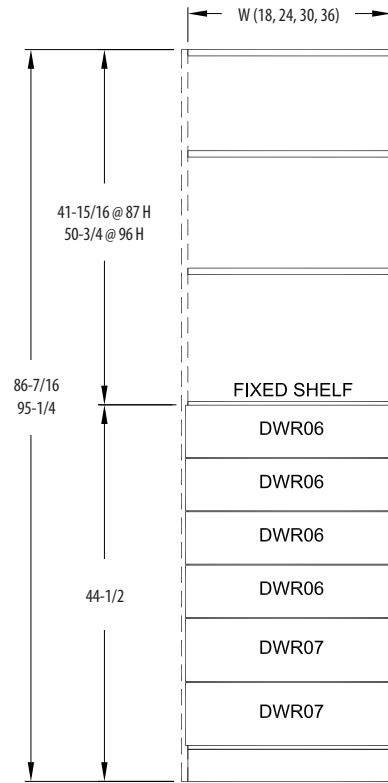 W (18, 24, 30, 36)
41-15/16 @ 87 H
50-3/4 @ 96 H
86-7/16
95-1/4
FIXED SHELF
DWR06
DWR06
DWR06
DWR06
44-1/2
DWR07
DWR07